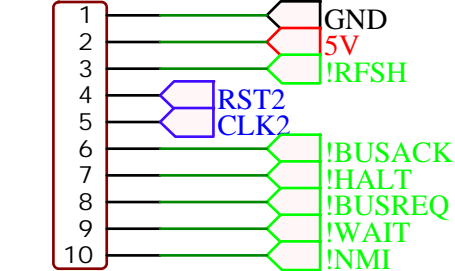 1 GND
2 5V
3 !RFSH
4 RST2
5 CLK2
6 !BUSACK
7 !HALT
8 !BUSREQ
9 !WAIT
10 !NMI